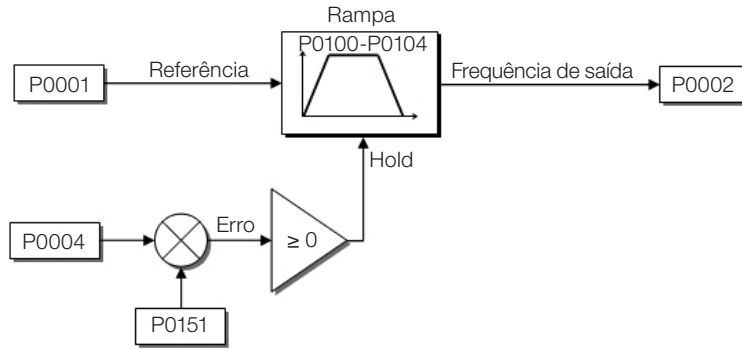 Rampa
P0100-P0104
P0001
Referência
Frequência de saída
P0002
Hold
P0004
Erro
≥ 0
P0151